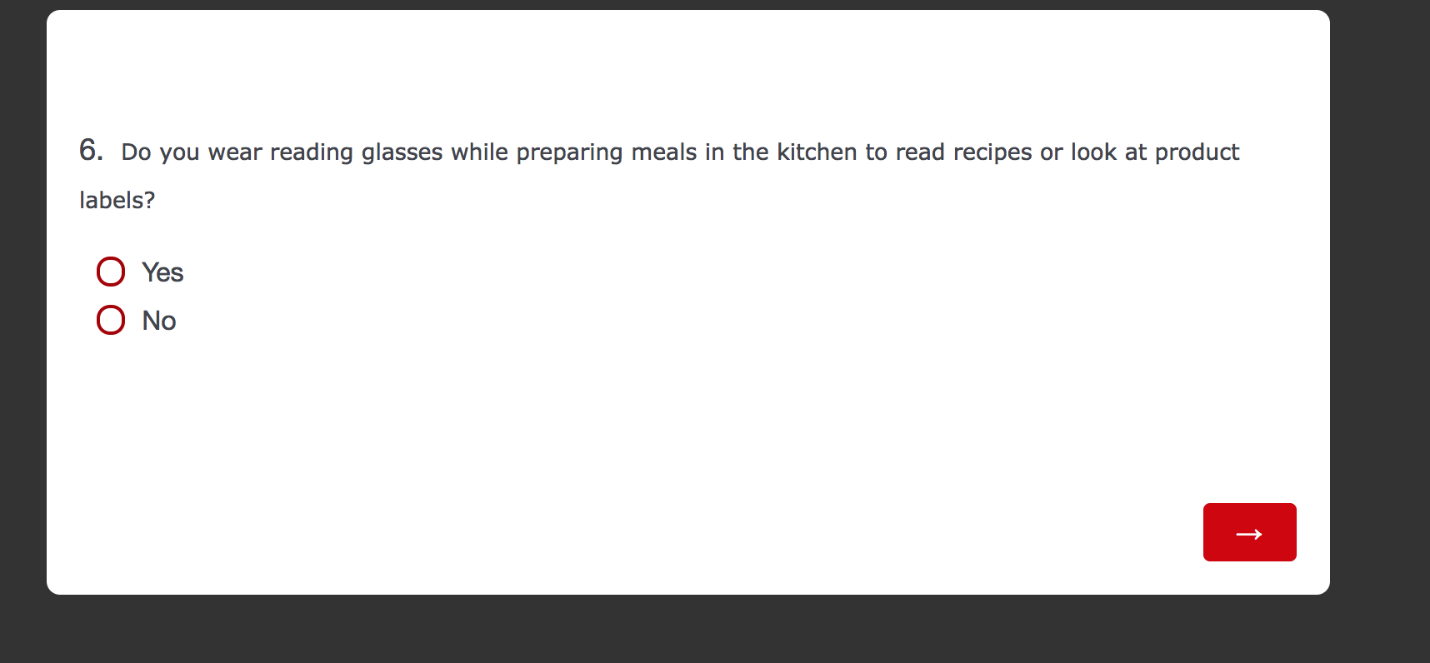 6. Do you wear reading glasses while preparing meals in the kitchen to read recipes or look at product
labels?
Yes
No
→